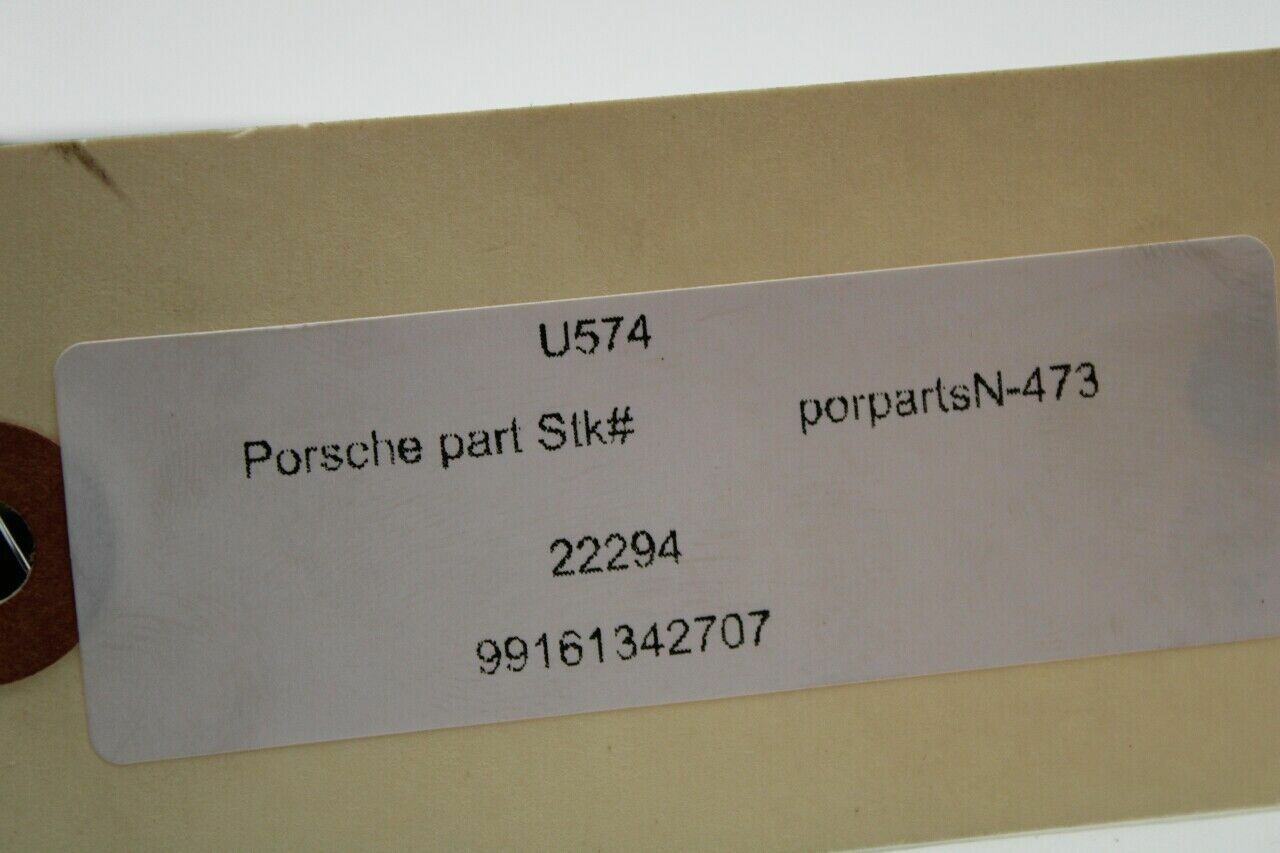 U574
Porsche part Stk# porpartsN-473
22294
99161342707